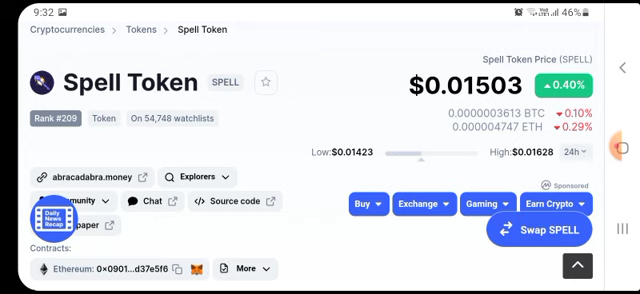 9:32 46%
Cryptocurrencies > Tokens > Spell Token
Spell Token Price (SPELL)
Spell Token SPELL
$0.01503 0.40%
Rank #209 Token On 54,748 watchlists
0.0000003613 BTC 0.10%
0.000004747 ETH 0.29%
Low:$0.01423 High:$0.01628 24h
abracadabra.money Explorers
Sponsored
munity Chat Source code
Buy Exchange Gaming Earn Crypto
Daily
News
Recap
paper
Swap SPELL
Contracts:
Ethereum: 0x0901...d37e5f6 More